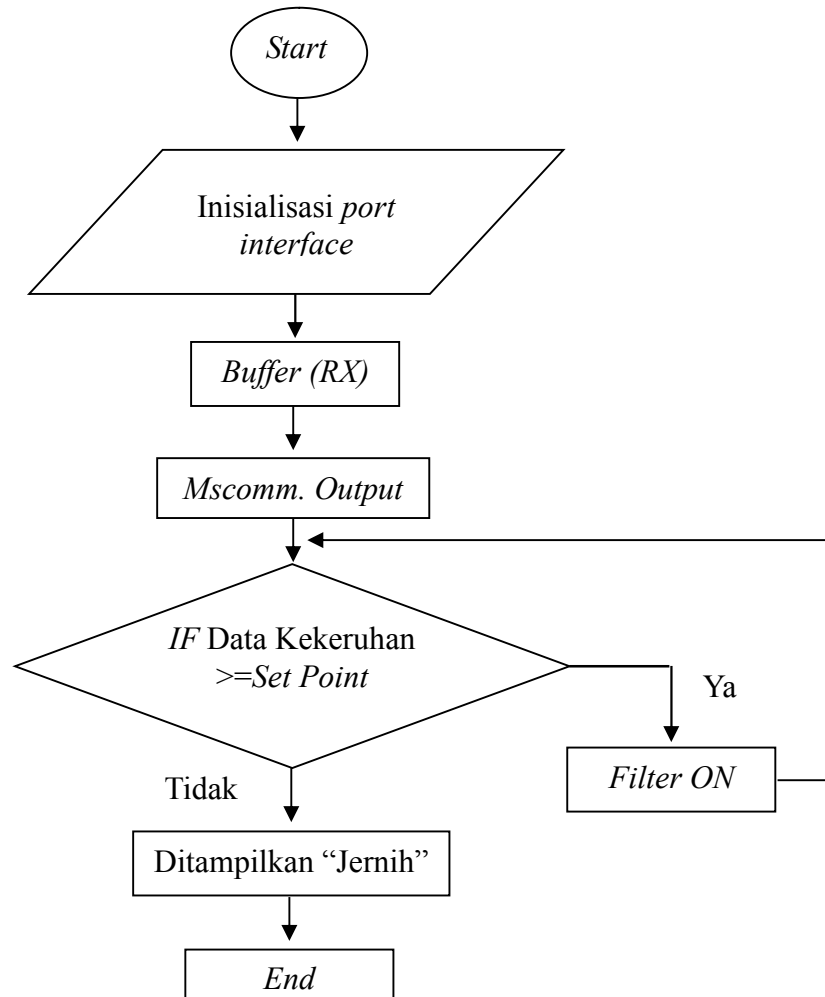 Start
Inisialisasi port
interface
Buffer (RX)
Mscomm. Output
IF Data Kekeruhan
>=Set Point
Ya
Filter ON
Tidak
Ditampilkan “Jernih”
End